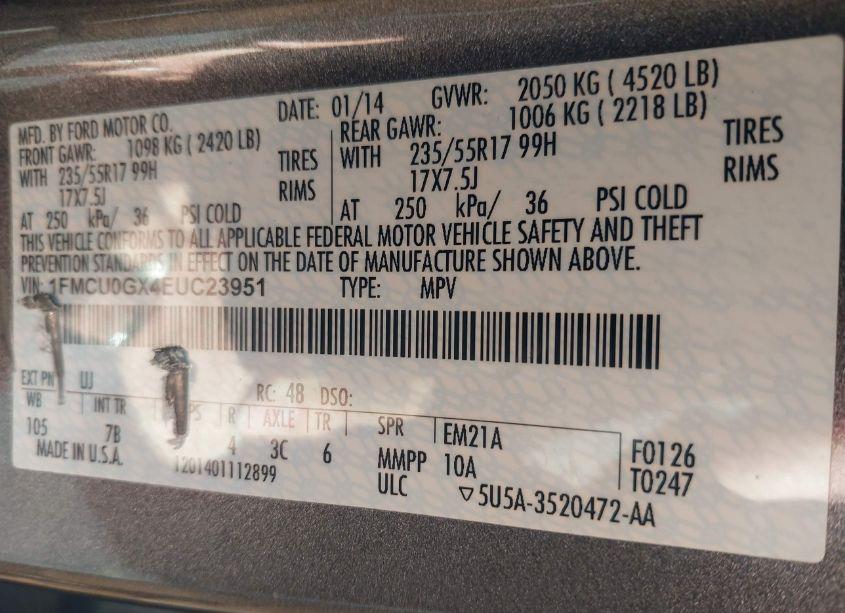 MFD. BY FORD MOTOR CO. DATE: 01/14 GVWR: 2050 KG ( 4520 LB)
FRONT GAWR: 1098 KG ( 2420 LB) REAR GAWR: 1006 KG ( 2218 LB)
WITH 235/55R17 99H TIRES WITH 235/55R17 99H TIRES
17X7.5J RIMS 17X7.5J RIMS
AT 250 kPa/ 36 PSI COLD AT 250 kPa/ 36 PSI COLD
THIS VEHICLE CONFORMS TO ALL APPLICABLE FEDERAL MOTOR VEHICLE SAFETY AND THEFT
PREVENTION STANDARDS IN EFFECT ON THE DATE OF MANUFACTURE SHOWN ABOVE.
VIN: 1FMCU0GX4EUC23951 TYPE: MPV
EXT PNT UJ RC: 48 DSO:
WB INT TR R AXLE TR SPR EM21A
105 7B 4 3C 6 MMPP 10A F0126
MADE IN U.S.A. 1201401112899 ULC ▽5U5A-3520472-AA T0247